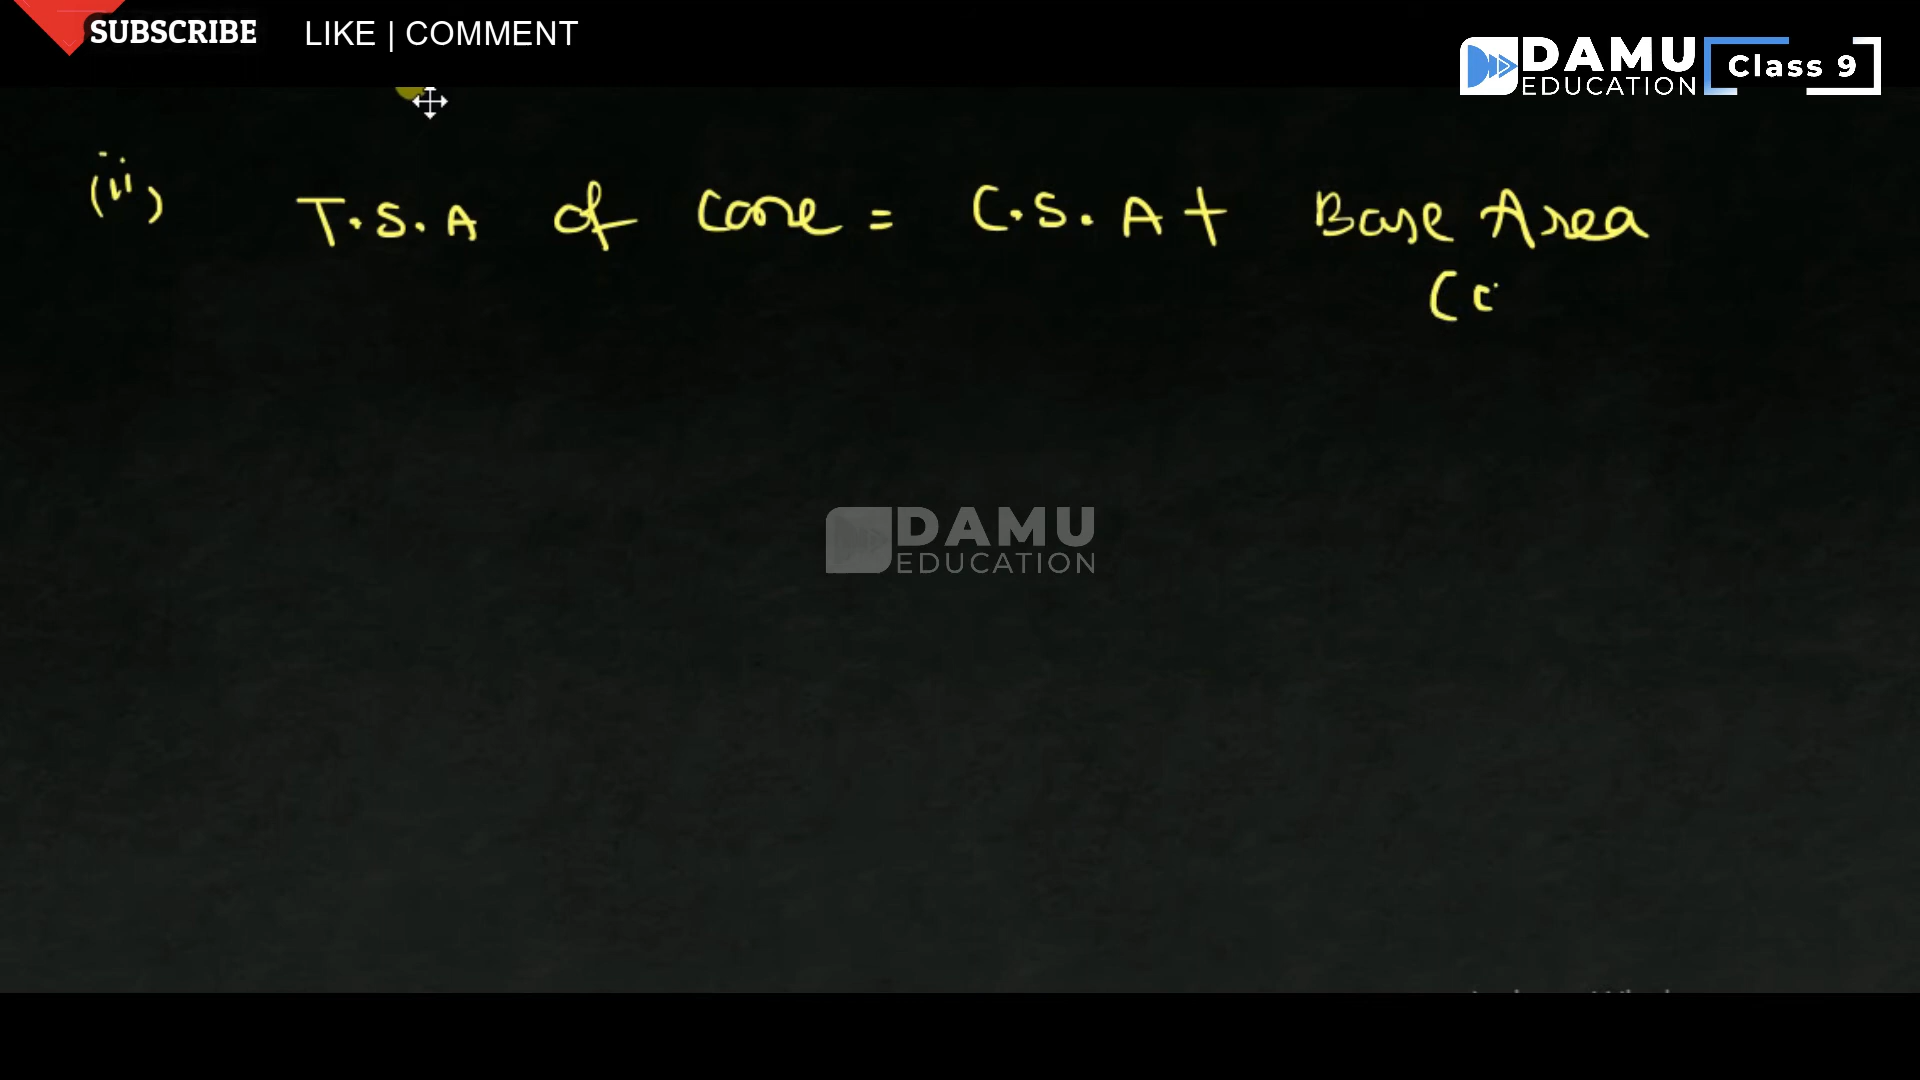 SUBSCRIBE LIKE | COMMENT
DAMU EDUCATION Class 9
(ii) T.S.A of Cone = C.S.A + Base Area
(c
DAMU
EDUCATION